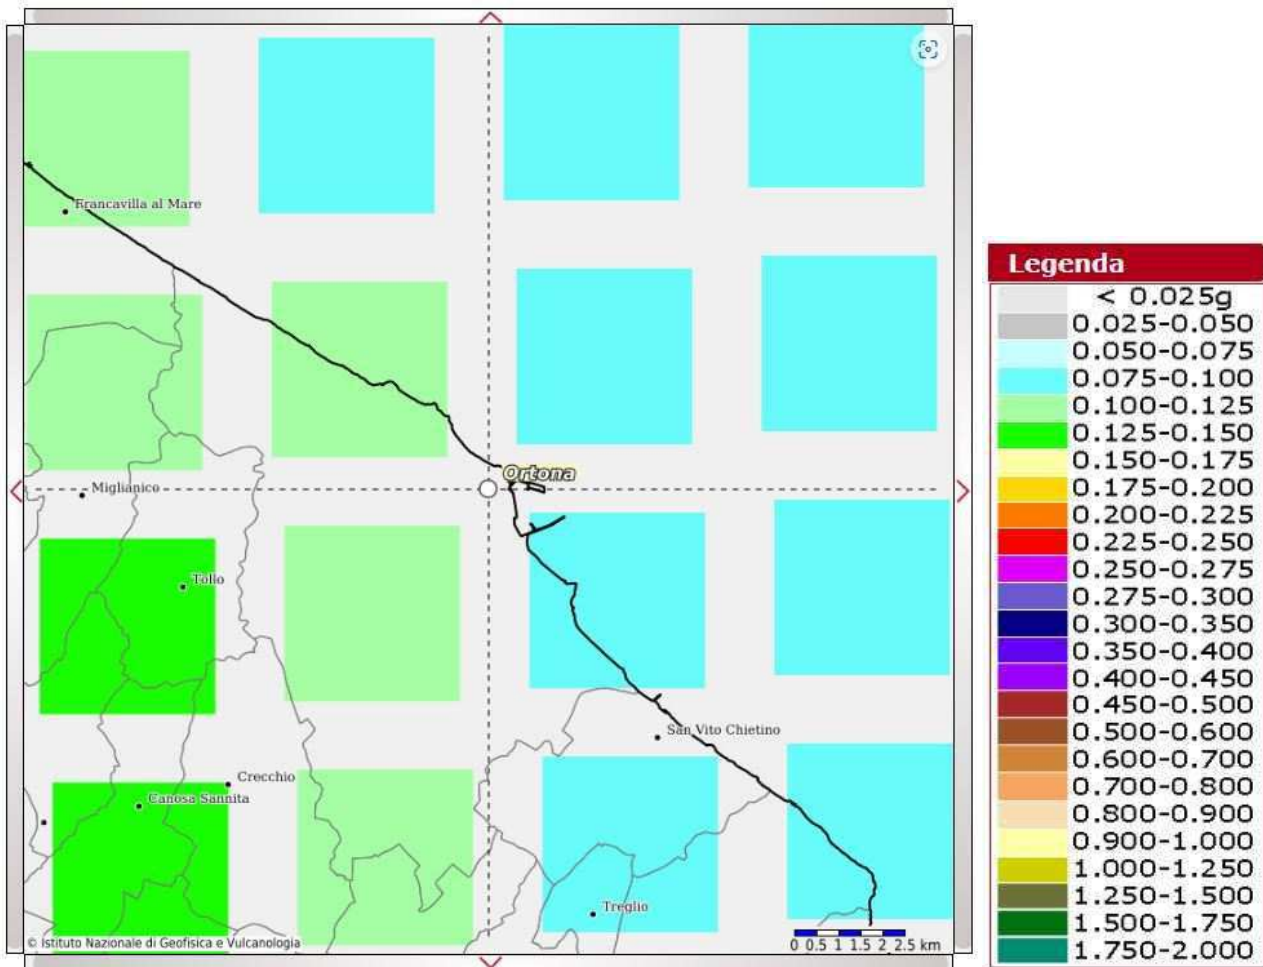 Francavilla al Mare
Ortona
Miglianico
Tollo
San Vito Chietino
Crecchio
Canosa Sannita
Treglio
© Istituto Nazionale di Geofisica e Vulcanologia
0 0.5 1 1.5 2 2.5 km
Legenda
< 0.025g
0.025-0.050
0.050-0.075
0.075-0.100
0.100-0.125
0.125-0.150
0.150-0.175
0.175-0.200
0.200-0.225
0.225-0.250
0.250-0.275
0.275-0.300
0.300-0.350
0.350-0.400
0.400-0.450
0.450-0.500
0.500-0.600
0.600-0.700
0.700-0.800
0.800-0.900
0.900-1.000
1.000-1.250
1.250-1.500
1.500-1.750
1.750-2.000